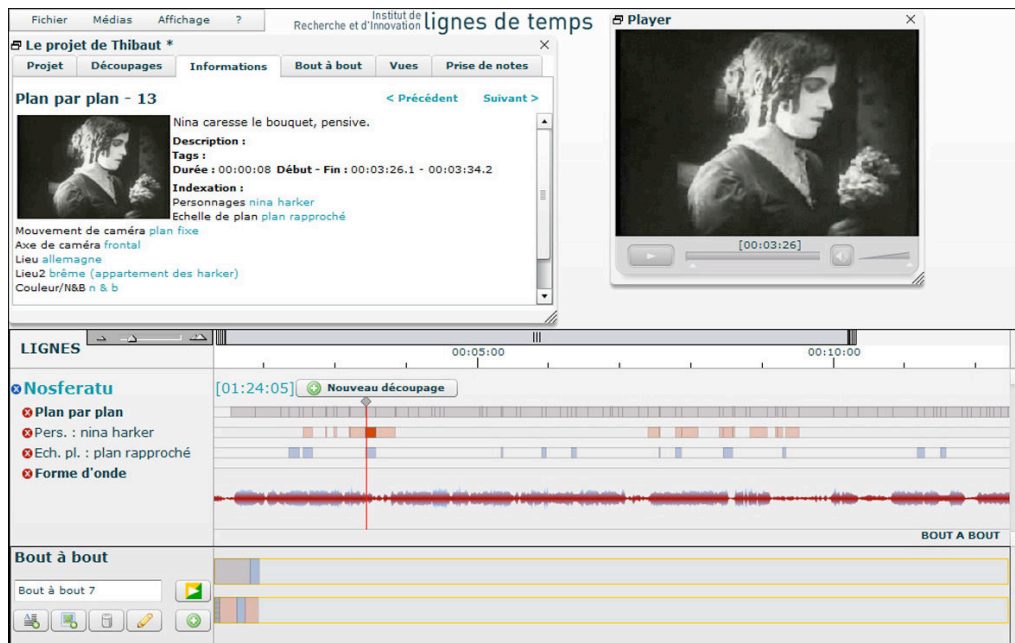 Fichier Médias Affichage ?
Institut de
Recherche et d'Innovation lignes de temps
Player
Le projet de Thibaut *
Projet Découpages Informations Bout à bout Vues Prise de notes
Plan par plan - 13 < Précédent Suivant >
Nina caresse le bouquet, pensive.
Description :
Tags :
Durée : 00:00:08 Début - Fin : 00:03:26.1 - 00:03:34.2
Indexation :
Personnages nina harker
Echelle de plan plan rapproché
Mouvement de caméra plan fixe
Axe de caméra frontal
Lieu allemagne
Lieu2 brême (appartement des harker)
Couleur/N&B n & b
[00:03:26]
LIGNES
00:05:00 00:10:00
Nosferatu [01:24:05] Nouveau découpage
Plan par plan
Pers. : nina harker
Ech. pl. : plan rapproché
Forme d'onde
BOUT A BOUT
Bout à bout
Bout à bout 7